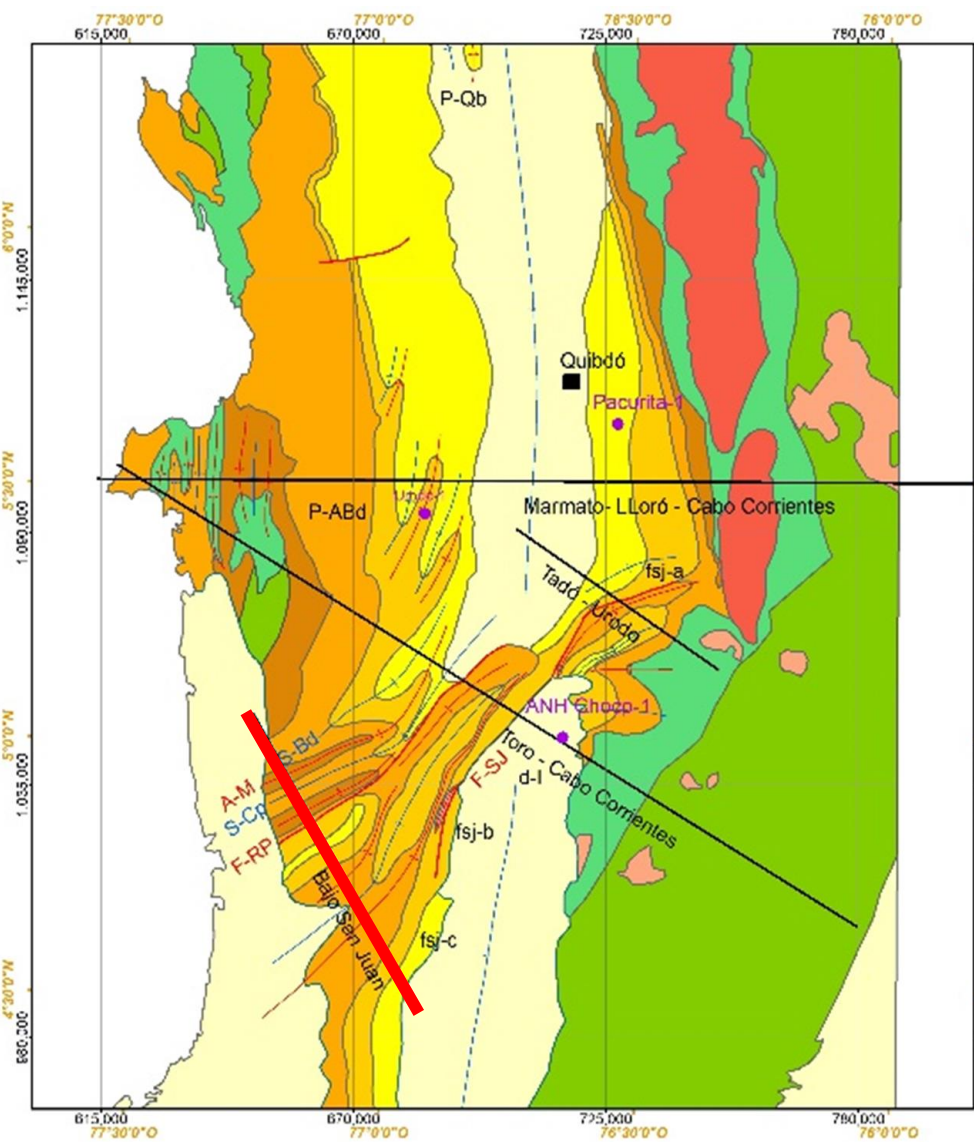 77°30'0"O 77°0'0"O 76°30'0"O 76°0'0"O
615,000 670,000 725,000 780,000
P-Qb
6°0'0"N
1.145,000
Quibdó
Pacurita-1
5°30'0"N
1.090,000
P-ABd
Marmato- LLoró - Cabo Corrientes
fsj-a
Tadó - Urodo
ANH Choco-1
5°0'0"N
1.035,000
S-Bd
A-M
S-Cp
F-RP
F-SJ
Toro - Cabo Corrientes
d-I
fsj-b
Bajo San Juan
fsj-c
4°30'0"N
980,000
615,000 670,000 725,000 780,000
77°30'0"O 77°0'0"O 76°30'0"O 76°0'0"O